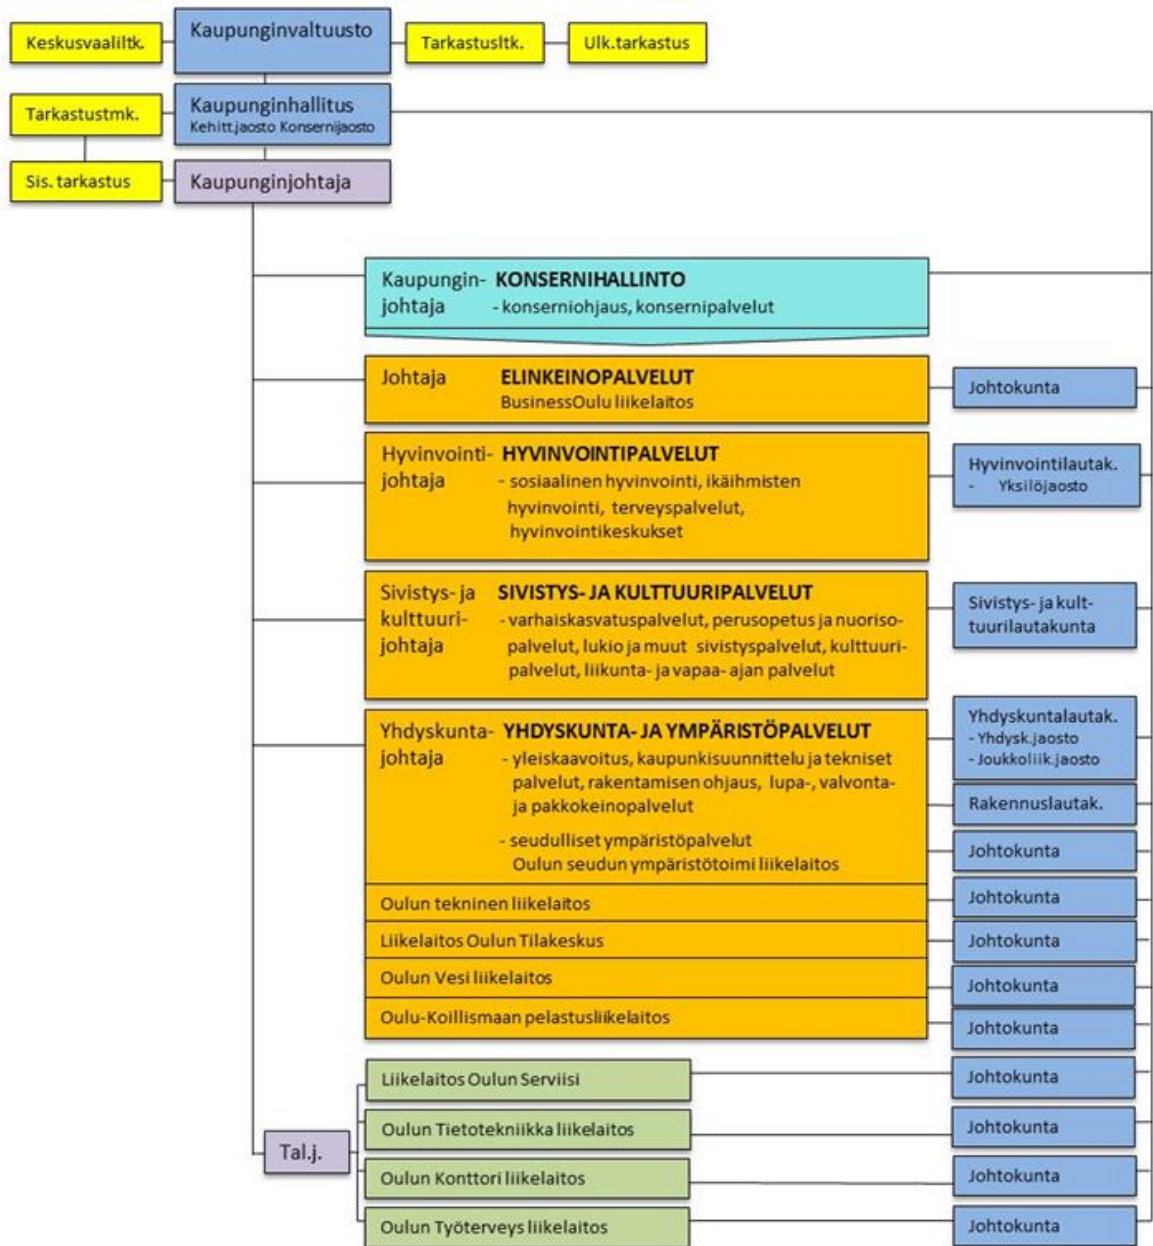 Keskusvaaliltk.
Kaupunginvaltuusto
Tarkastusltk.
Ulk.tarkastus
Tarkastustmk.
Kaupunginhallitus
Kehitt.jaosto Konsernijaosto
Sis. tarkastus
Kaupunginjohtaja
Kaupungin- KONSERNIHALLINTO
johtaja - konserniohjaus, konsernipalvelut
Johtaja ELINKEINOPALVELUT
BusinessOulu liikelaitos
Johtokunta
Hyvinvointi- HYVINVOINTIPALVELUT
johtaja - sosiaalinen hyvinvointi, ikäihmisten
hyvinvointi, terveyspalvelut,
hyvinvointikeskukset
Hyvinvointilautak.
- Yksilöjaosto
Sivistys- ja SIVISTYS- JA KULTTUURIPALVELUT
kulttuuri- - varhaiskasvatuspalvelut, perusopetus ja nuoriso-
johtaja palvelut, lukio ja muut sivistyspalvelut, kulttuuri-
palvelut, liikunta- ja vapaa- ajan palvelut
Sivistys- ja kult-
tuurilautakunta
Yhdyskunta- YHDYSKUNTA- JA YMPÄRISTÖPALVELUT
johtaja - yleiskaavoitus, kaupunkisuunnittelu ja tekniset
palvelut, rakentamisen ohjaus, lupa-, valvonta-
ja pakkokeinopalvelut
- seudulliset ympäristöpalvelut
Oulun seudun ympäristötoimi liikelaitos
Yhdyskuntalautak.
- Yhdysk.jaosto
- Joukkoliik.jaosto
Rakennuslautak.
Johtokunta
Oulun tekninen liikelaitos
Johtokunta
Liikelaitos Oulun Tilakeskus
Johtokunta
Oulun Vesi liikelaitos
Johtokunta
Oulu-Koillismaan pelastusliikelaitos
Johtokunta
Tal.j.
Liikelaitos Oulun Serviisi
Johtokunta
Oulun Tietotekniikka liikelaitos
Johtokunta
Oulun Konttori liikelaitos
Johtokunta
Oulun Työterveys liikelaitos
Johtokunta